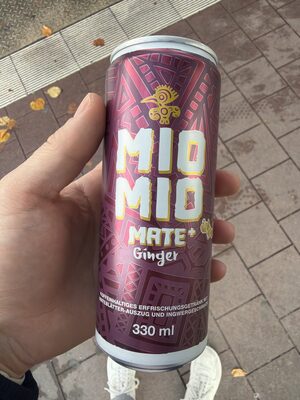 MIO
MIO
MATE+
Ginger
KOFFEINHALTIGES ERFRISCHUNGSGETRÄNK MIT
MATEBLÄTTER-AUSZUG UND INGWERGESCHMACK
330 ml